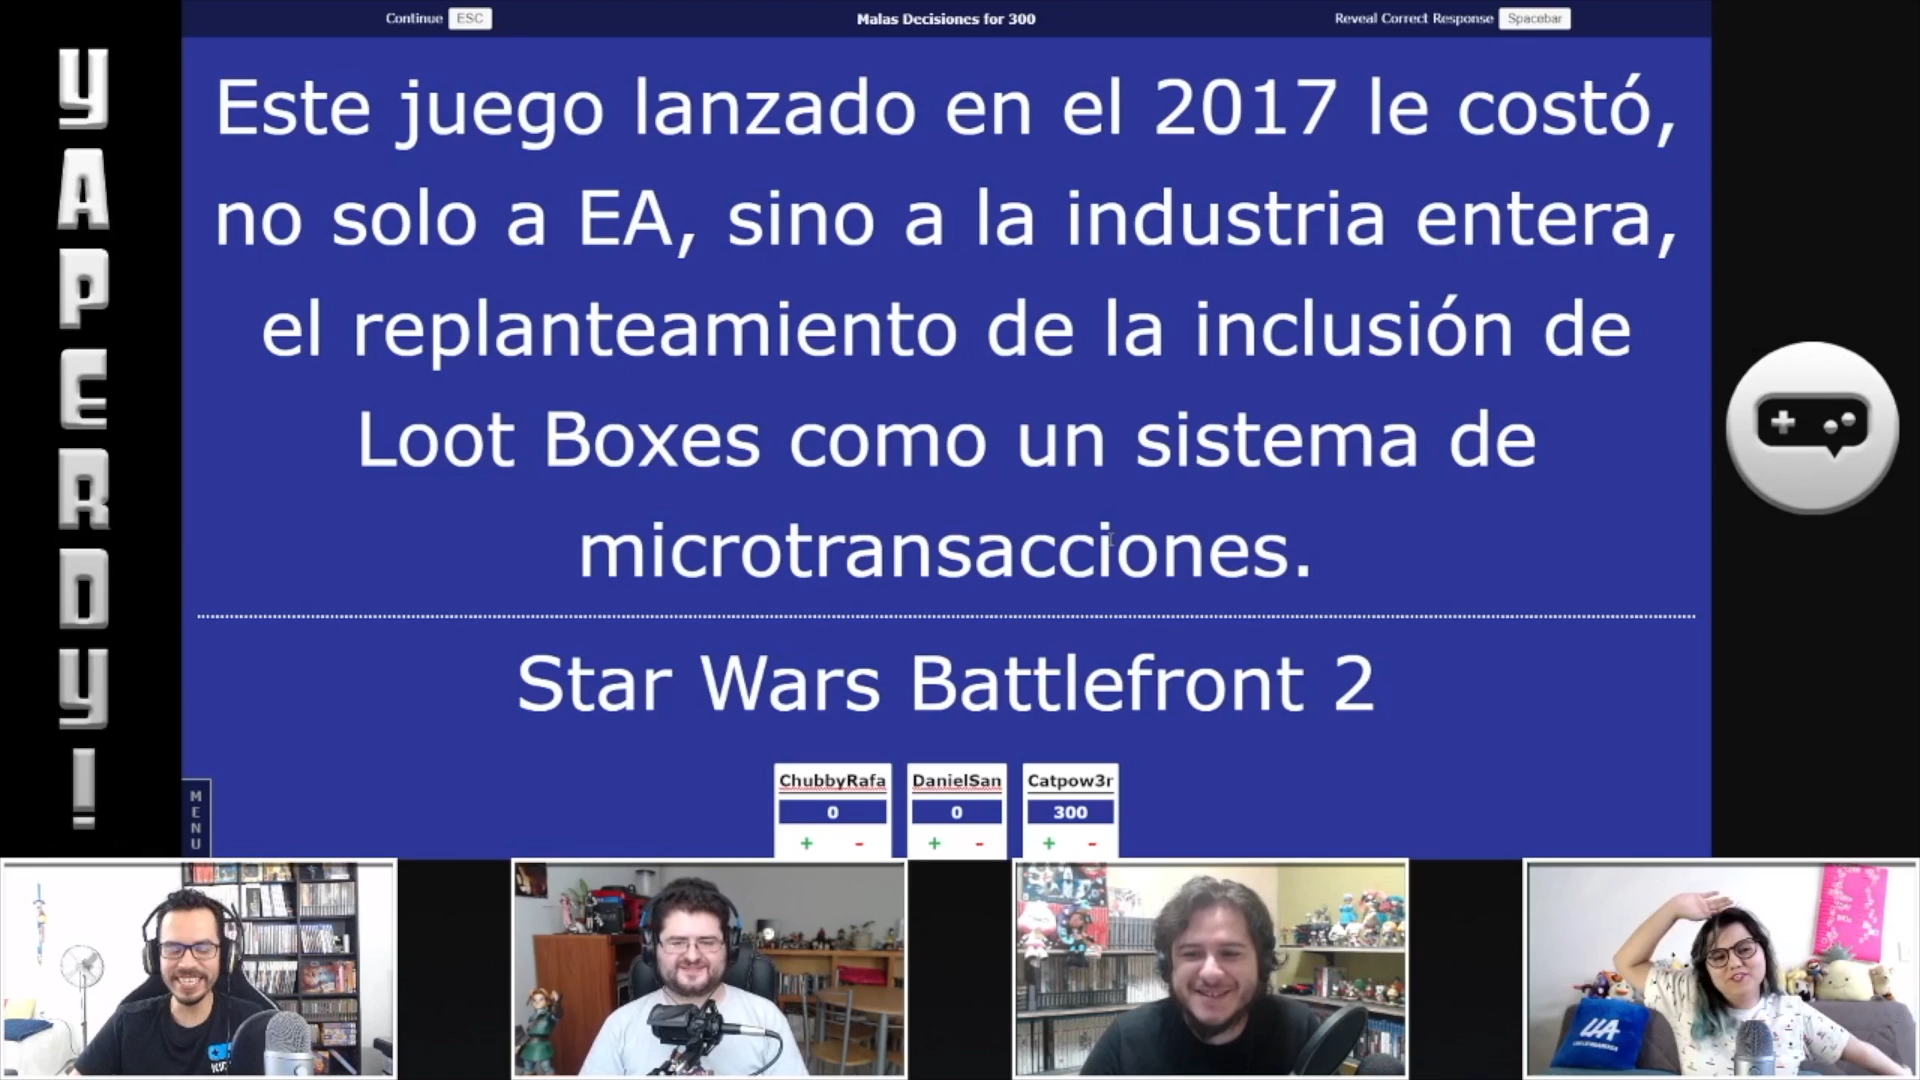 Continue ESC
Malas Decisiones for 300
Reveal Correct Response Spacebar
YAPERDY!
Este juego lanzado en el 2017 le costó,
no solo a EA, sino a la industria entera,
el replanteamiento de la inclusión de
Loot Boxes como un sistema de
microtransacciones.
Star Wars Battlefront 2
MENU
ChubbyRafa
0
+ -
DanielSan
0
+ -
Catpow3r
300
+ -
LLA